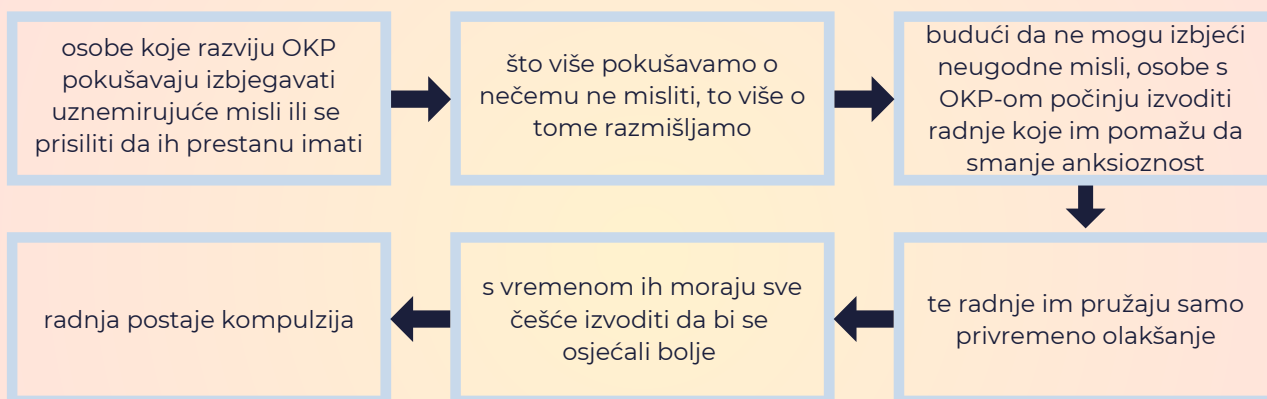 osobe koje razviju OKP
pokušavaju izbjegavati
uznemirujuće misli ili se
prisiliti da ih prestanu imati
što više pokušavamo o
nečemu ne misliti, to više o
tome razmišljamo
budući da ne mogu izbjeći
neugodne misli, osobe s
OKP-om počinju izvoditi
radnje koje im pomažu da
smanje anksioznost
te radnje im pružaju samo
privremeno olakšanje
s vremenom ih moraju sve
češće izvoditi da bi se
osjećali bolje
radnja postaje kompulzija